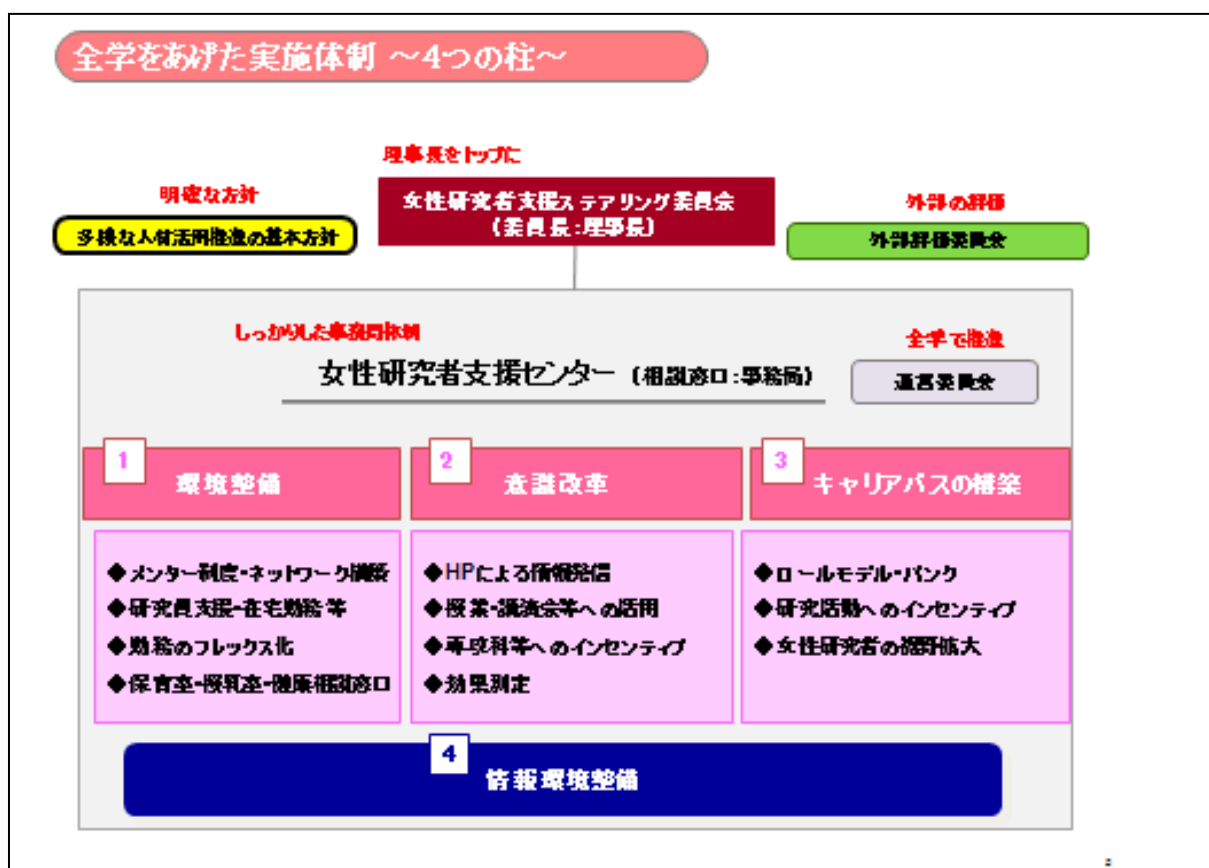 全学をあげた実施体制 ～4つの柱～
理事長をトップに
明確な方針
女性研究者支援ステアリング委員会
(委員長:理事長)
外部の評価
多様な人材活用推進の基本方針
外部評価委員会
しっかりした事務局体制
全学で推進
女性研究者支援センター (相談窓口:事務局)
運営委員会
1
環境整備
2
意識改革
3
キャリアパスの構築
◆メンター制度・ネットワーク構築
◆研究員支援・在宅勤務等
◆勤務のフレックス化
◆保育室・授乳室・健康相談窓口
◆HPによる情報発信
◆授業・講演会等への活用
◆専攻科等へのインセンティブ
◆効果測定
◆ロールモデル・バンク
◆研究活動へのインセンティブ
◆女性研究者の視野拡大
4
情報環境整備